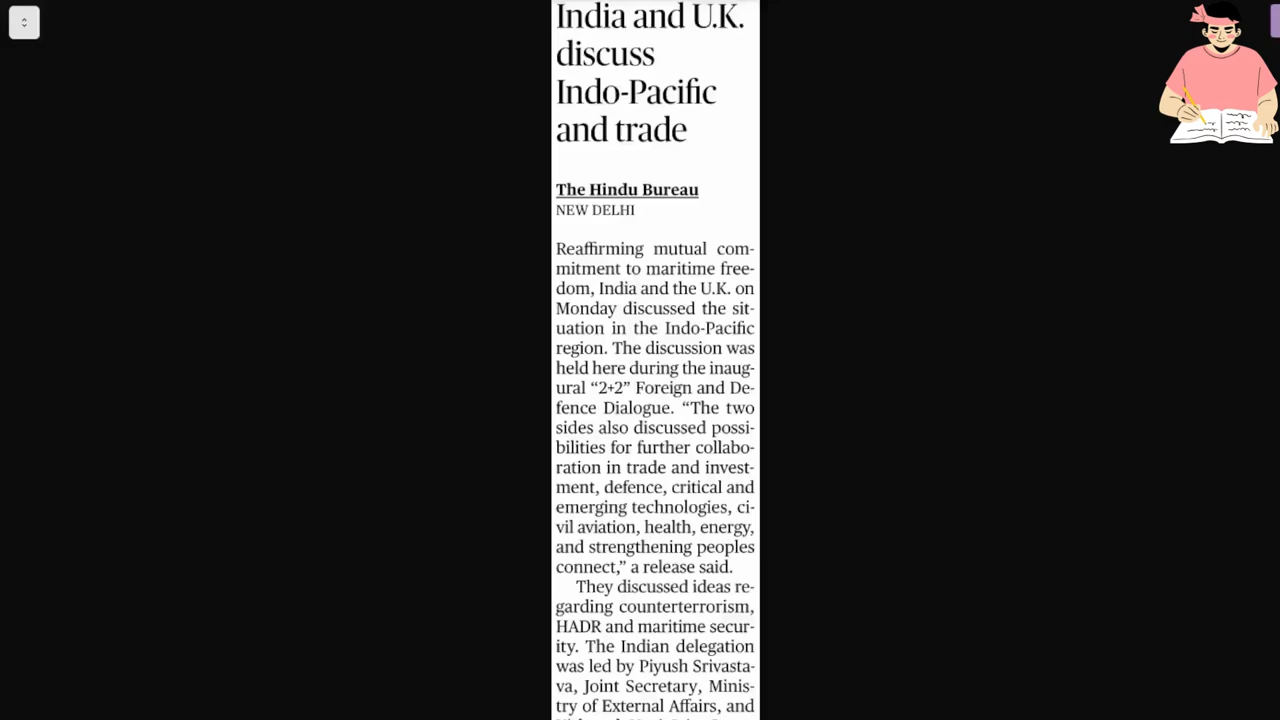 India and U.K.
discuss
Indo-Pacific
and trade
The Hindu Bureau
NEW DELHI
Reaffirming mutual com-
mitment to maritime free-
dom, India and the U.K. on
Monday discussed the sit-
uation in the Indo-Pacific
region. The discussion was
held here during the inaug-
ural “2+2” Foreign and De-
fence Dialogue. “The two
sides also discussed possi-
bilities for further collabo-
ration in trade and invest-
ment, defence, critical and
emerging technologies, ci-
vil aviation, health, energy,
and strengthening peoples
connect,” a release said.
They discussed ideas re-
garding counterterrorism,
HADR and maritime secur-
ity. The Indian delegation
was led by Piyush Srivasta-
va, Joint Secretary, Minis-
try of External Affairs, and